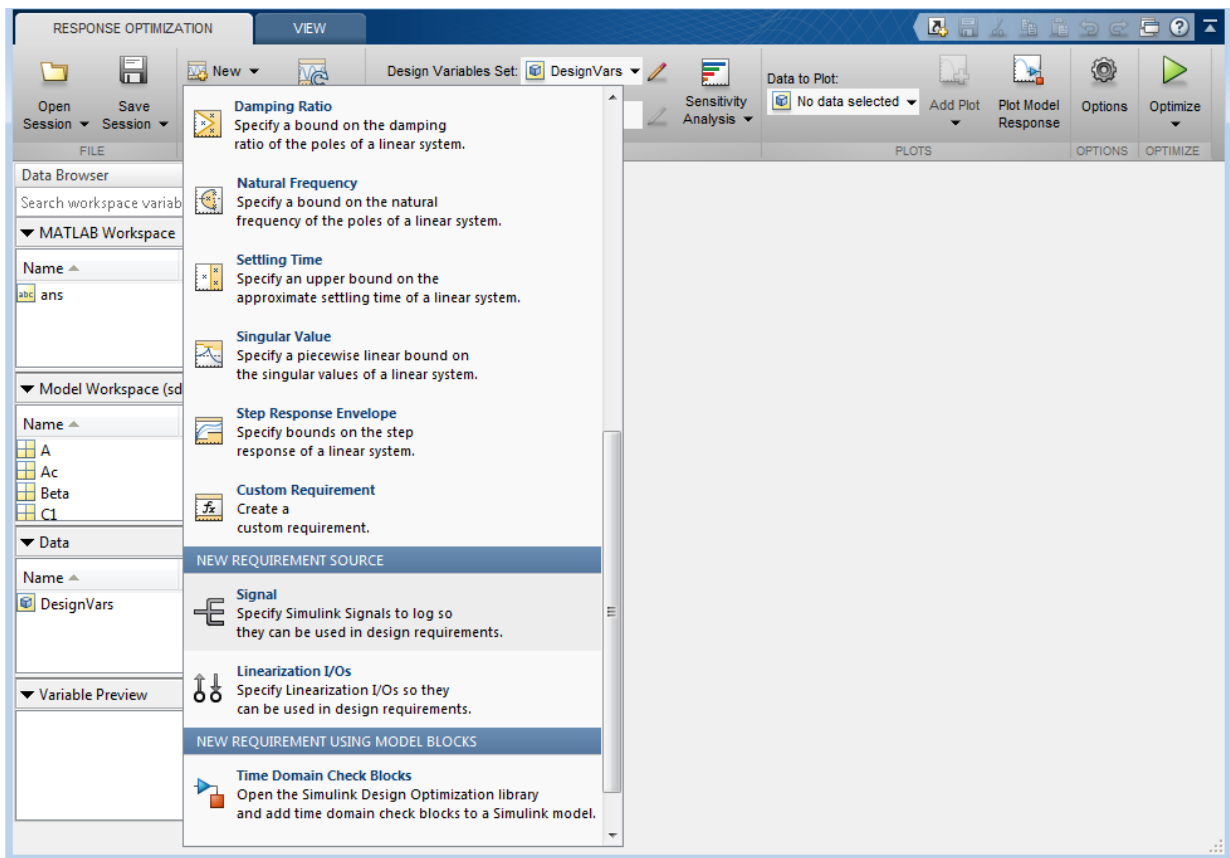 RESPONSE OPTIMIZATION
VIEW
New
Design Variables Set:
DesignVars
Data to Plot:
No data selected
Open
Session
Save
Session
Sensitivity
Analysis
Add Plot
Plot Model
Response
Options
Optimize
FILE
PLOTS
OPTIONS
OPTIMIZE
Data Browser
Search workspace variab
MATLAB Workspace
Name
abc ans
Model Workspace (sd
Name
A
Ac
Beta
C1
Data
Name
DesignVars
Variable Preview
Damping Ratio
Specify a bound on the damping
ratio of the poles of a linear system.
Natural Frequency
Specify a bound on the natural
frequency of the poles of a linear system.
Settling Time
Specify an upper bound on the
approximate settling time of a linear system.
Singular Value
Specify a piecewise linear bound on
the singular values of a linear system.
Step Response Envelope
Specify bounds on the step
response of a linear system.
fx
Custom Requirement
Create a
custom requirement.
NEW REQUIREMENT SOURCE
Signal
Specify Simulink Signals to log so
they can be used in design requirements.
Linearization I/Os
Specify Linearization I/Os so they
can be used in design requirements.
NEW REQUIREMENT USING MODEL BLOCKS
Time Domain Check Blocks
Open the Simulink Design Optimization library
and add time domain check blocks to a Simulink model.